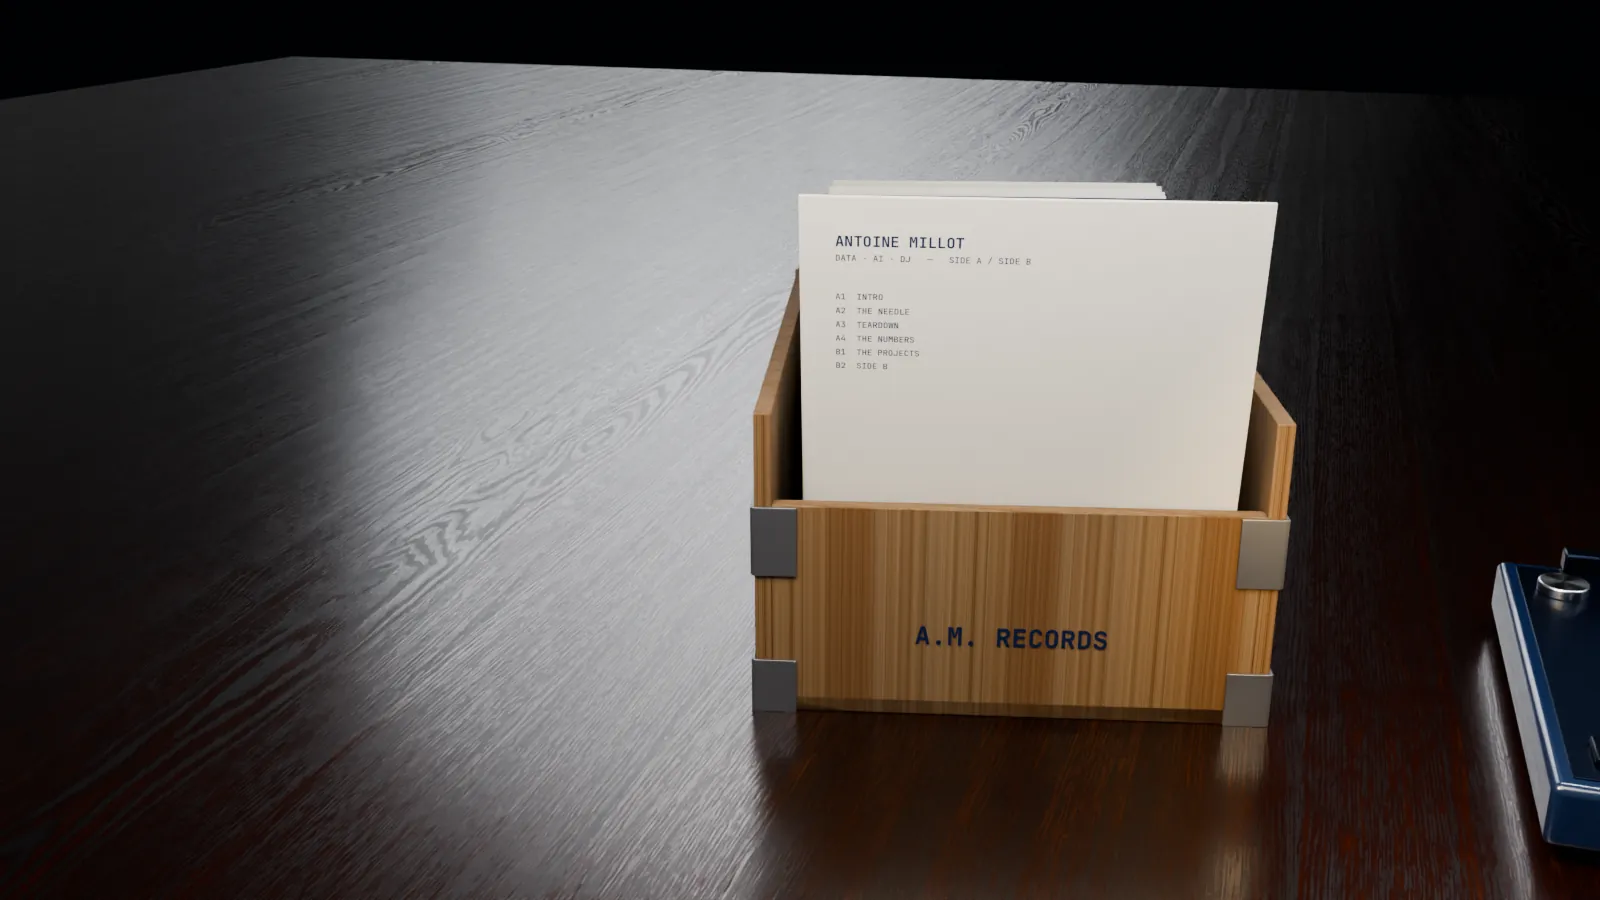 ANTOINE MILLOT
DATA · AI · DJ — SIDE A / SIDE B
A1 INTRO
A2 THE NEEDLE
A3 TEARDOWN
A4 THE NUMBERS
B1 THE PROJECTS
B2 SIDE B
A.M. RECORDS